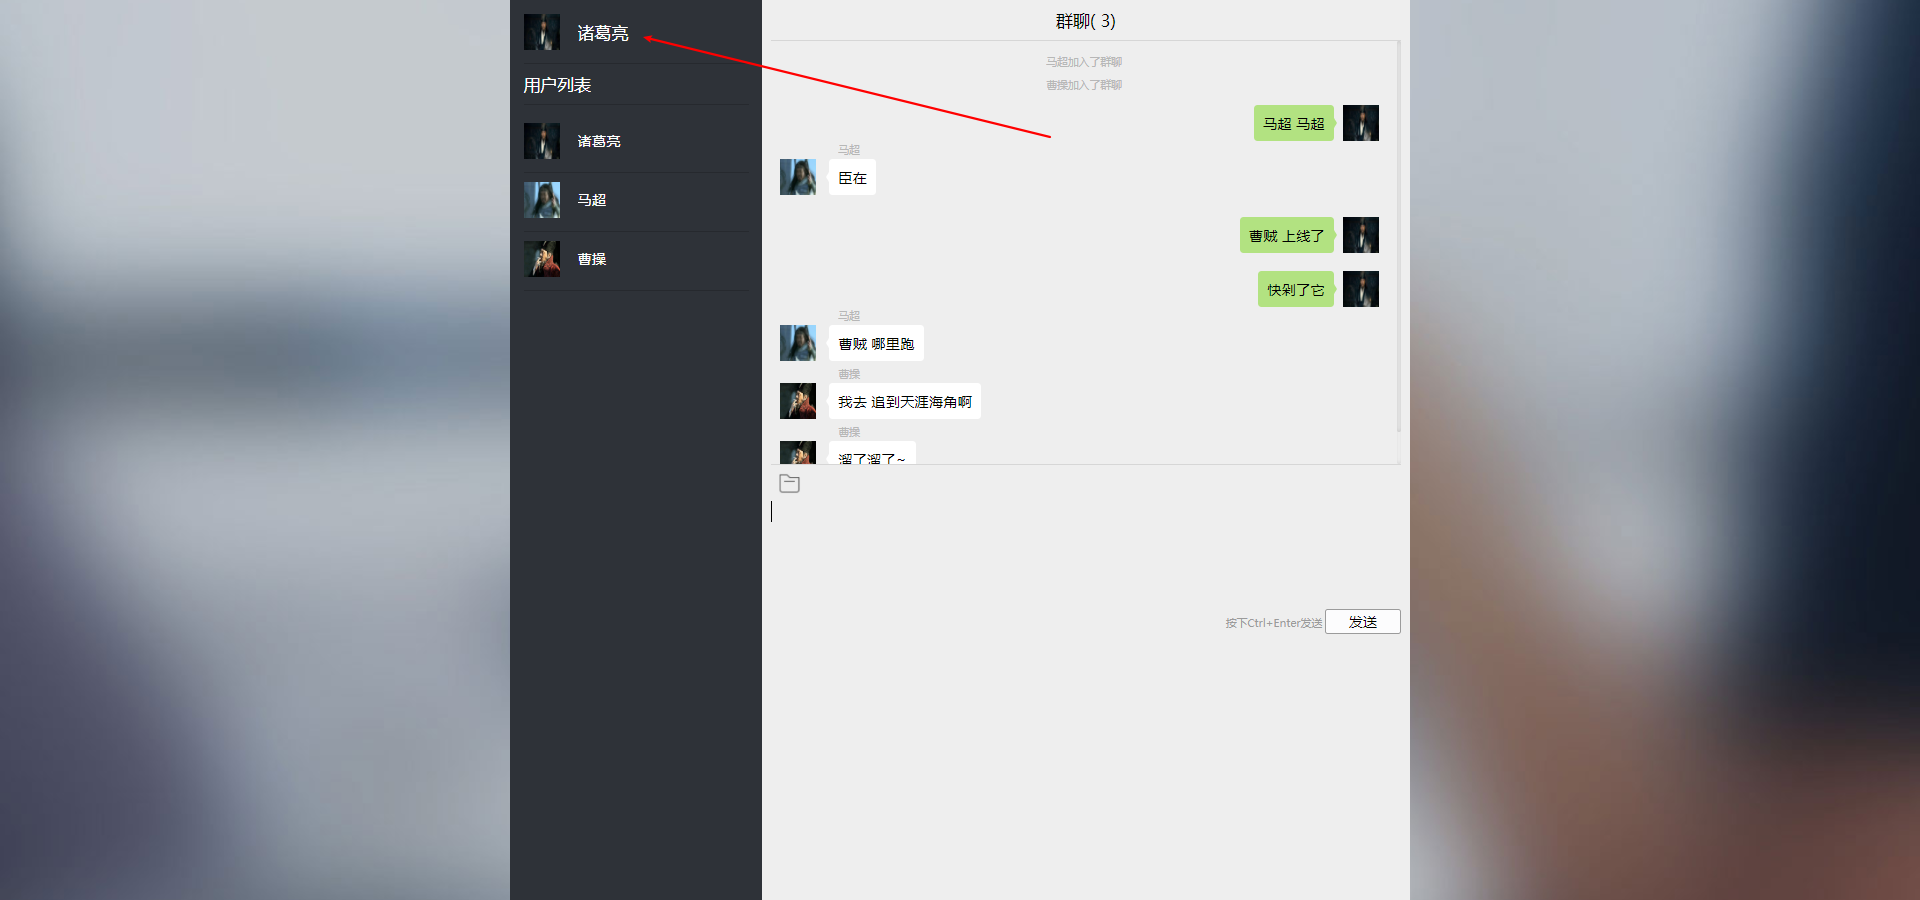 诸葛亮
用户列表
诸葛亮
马超
曹操
群聊( 3)
马超加入了群聊
曹操加入了群聊
马超 马超
马超
臣在
曹贼 上线了
快剁了它
马超
曹贼 哪里跑
曹操
我去 追到天涯海角啊
曹操
溜了溜了~
按下Ctrl+Enter发送
发送